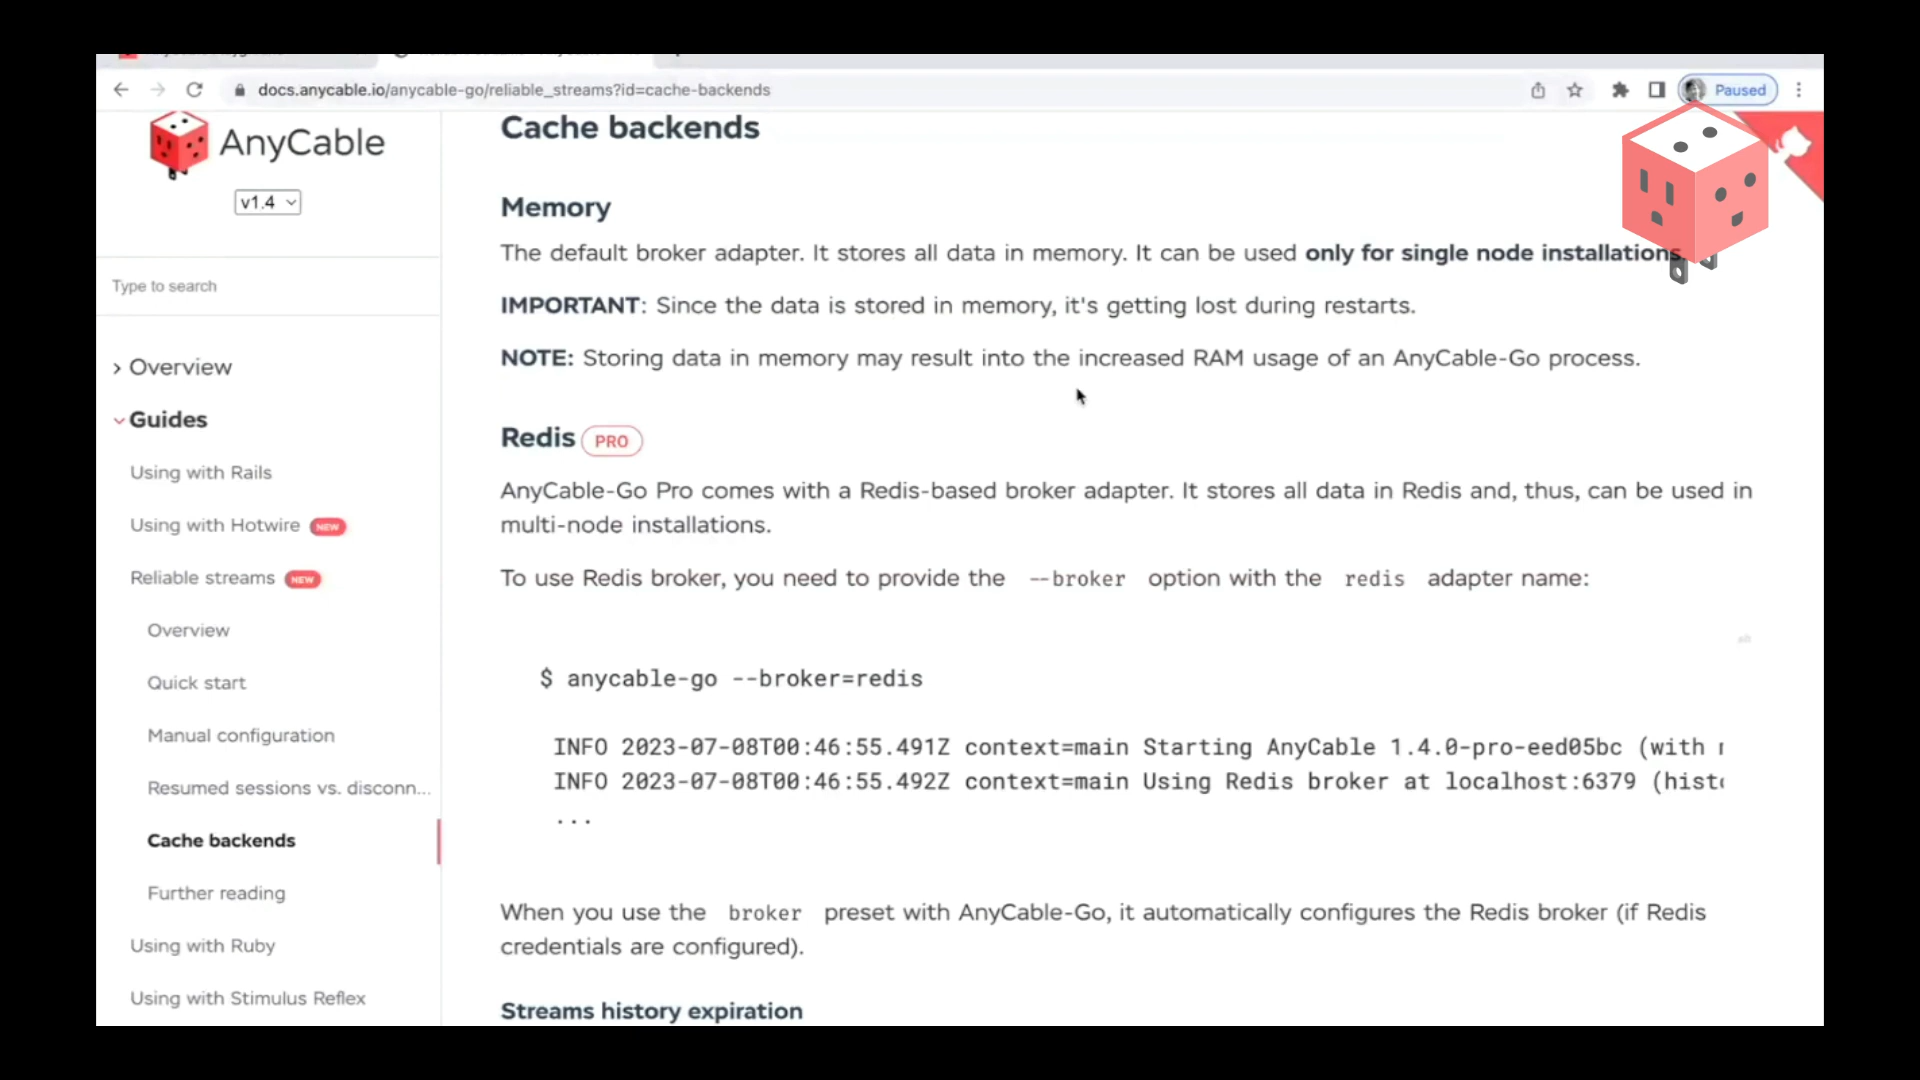 docs.anycable.io/anycable-go/reliable_streams?id=cache-backends
Paused
AnyCable
v1.4
Type to search
Overview
Guides
Using with Rails
Using with Hotwire NEW
Reliable streams NEW
Overview
Quick start
Manual configuration
Resumed sessions vs. disconn...
Cache backends
Further reading
Using with Ruby
Using with Stimulus Reflex
Cache backends
Memory
The default broker adapter. It stores all data in memory. It can be used only for single node installations.
IMPORTANT: Since the data is stored in memory, it's getting lost during restarts.
NOTE: Storing data in memory may result into the increased RAM usage of an AnyCable-Go process.
Redis PRO
AnyCable-Go Pro comes with a Redis-based broker adapter. It stores all data in Redis and, thus, can be used in
multi-node installations.
To use Redis broker, you need to provide the --broker option with the redis adapter name:
$ anycable-go --broker=redis
INFO 2023-07-08T00:46:55.491Z context=main Starting AnyCable 1.4.0-pro-eed05bc (with
INFO 2023-07-08T00:46:55.492Z context=main Using Redis broker at localhost:6379 (hist
...
When you use the broker preset with AnyCable-Go, it automatically configures the Redis broker (if Redis
credentials are configured).
Streams history expiration